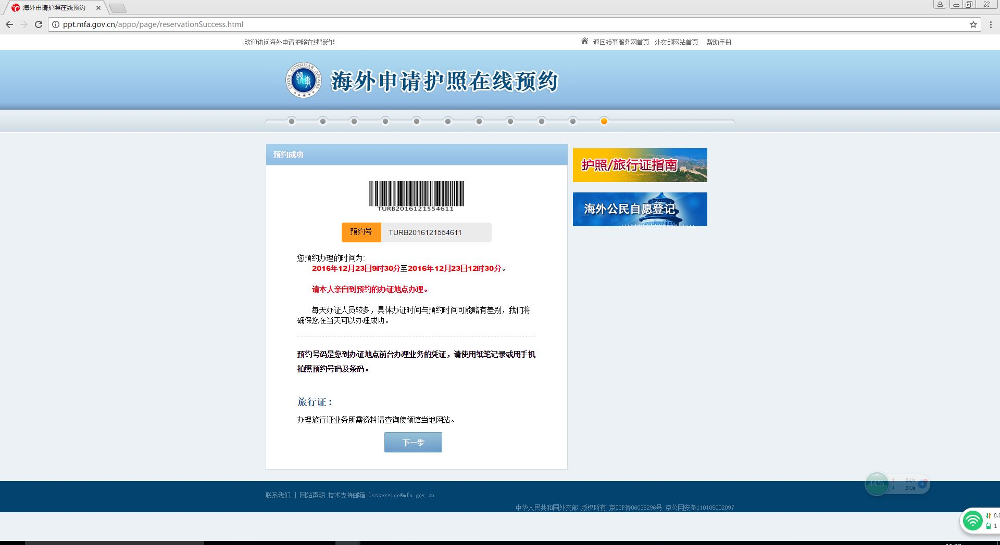 海外申请护照在线预约
ppt.mfa.gov.cn/appo/page/reservationSuccess.html
欢迎访问海外申请护照在线预约!
返回领事服务网首页 外交部网站首页 帮助手册
CHINA CONSULAR AFFAIRS
领事
海外申请护照在线预约
预约成功
护照/旅行证指南
海外公民自愿登记
TURB2016121554611
预约号 TURB2016121554611
您预约办理的时间为:
2016年12月23日9时30分至2016年12月23日12时30分。
请本人亲自到预约的办证地点办理。
每天办证人员较多，具体办证时间与预约时间可能略有差别，我们将
确保您在当天可以办理成功。
预约号码是您到办证地点前台办理业务的凭证，请使用纸笔记录或用手机
拍照预约号码及条码。
旅行证：
办理旅行证业务所需资料请查询使领馆当地网站。
下一步
44%
0K/s
0K/s
联系我们 | 网站声明 技术支持邮箱:lssservice@mfa.gov.cn
中华人民共和国外交部 版权所有 京ICP备06038296号 京公网安备110105002097
1